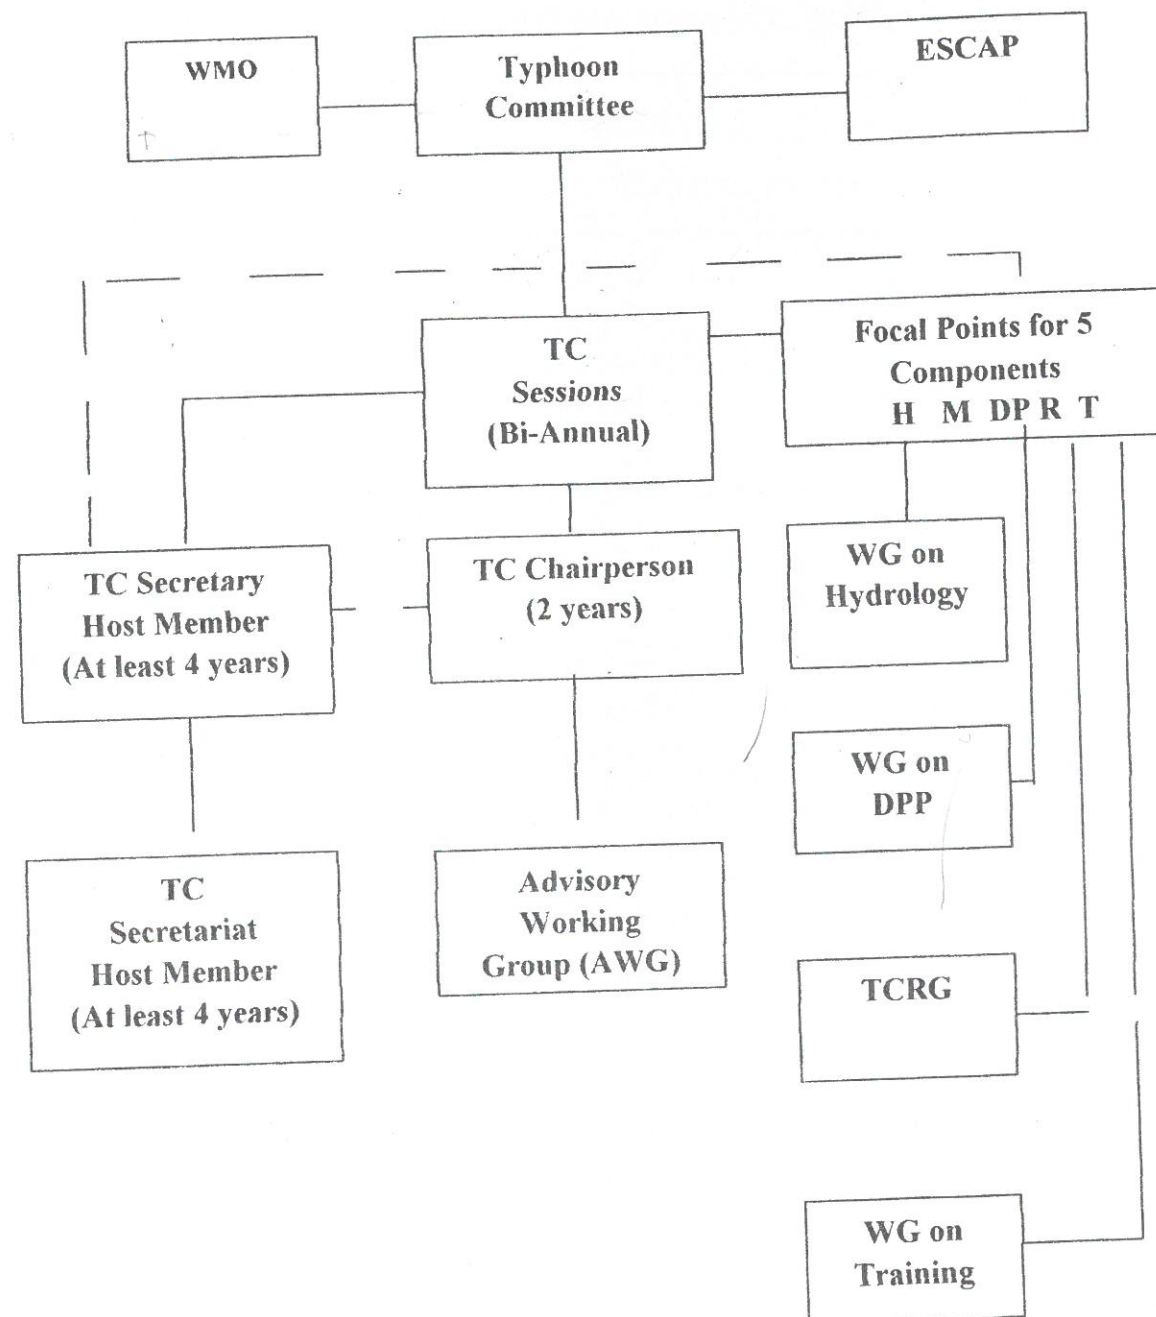 WMO
Typhoon
Committee
ESCAP
TC
Sessions
(Bi-Annual)
Focal Points for 5
Components
H M DP R T
TC Secretary
Host Member
(At least 4 years)
TC Chairperson
(2 years)
WG on
Hydrology
WG on
DPP
TC
Secretariat
Host Member
(At least 4 years)
Advisory
Working
Group (AWG)
TCRG
WG on
Training